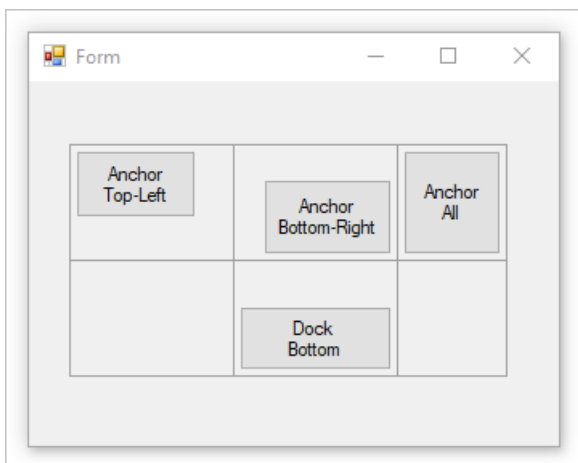 Form
Anchor
Top-Left
Anchor
Bottom-Right
Anchor
All
Dock
Bottom